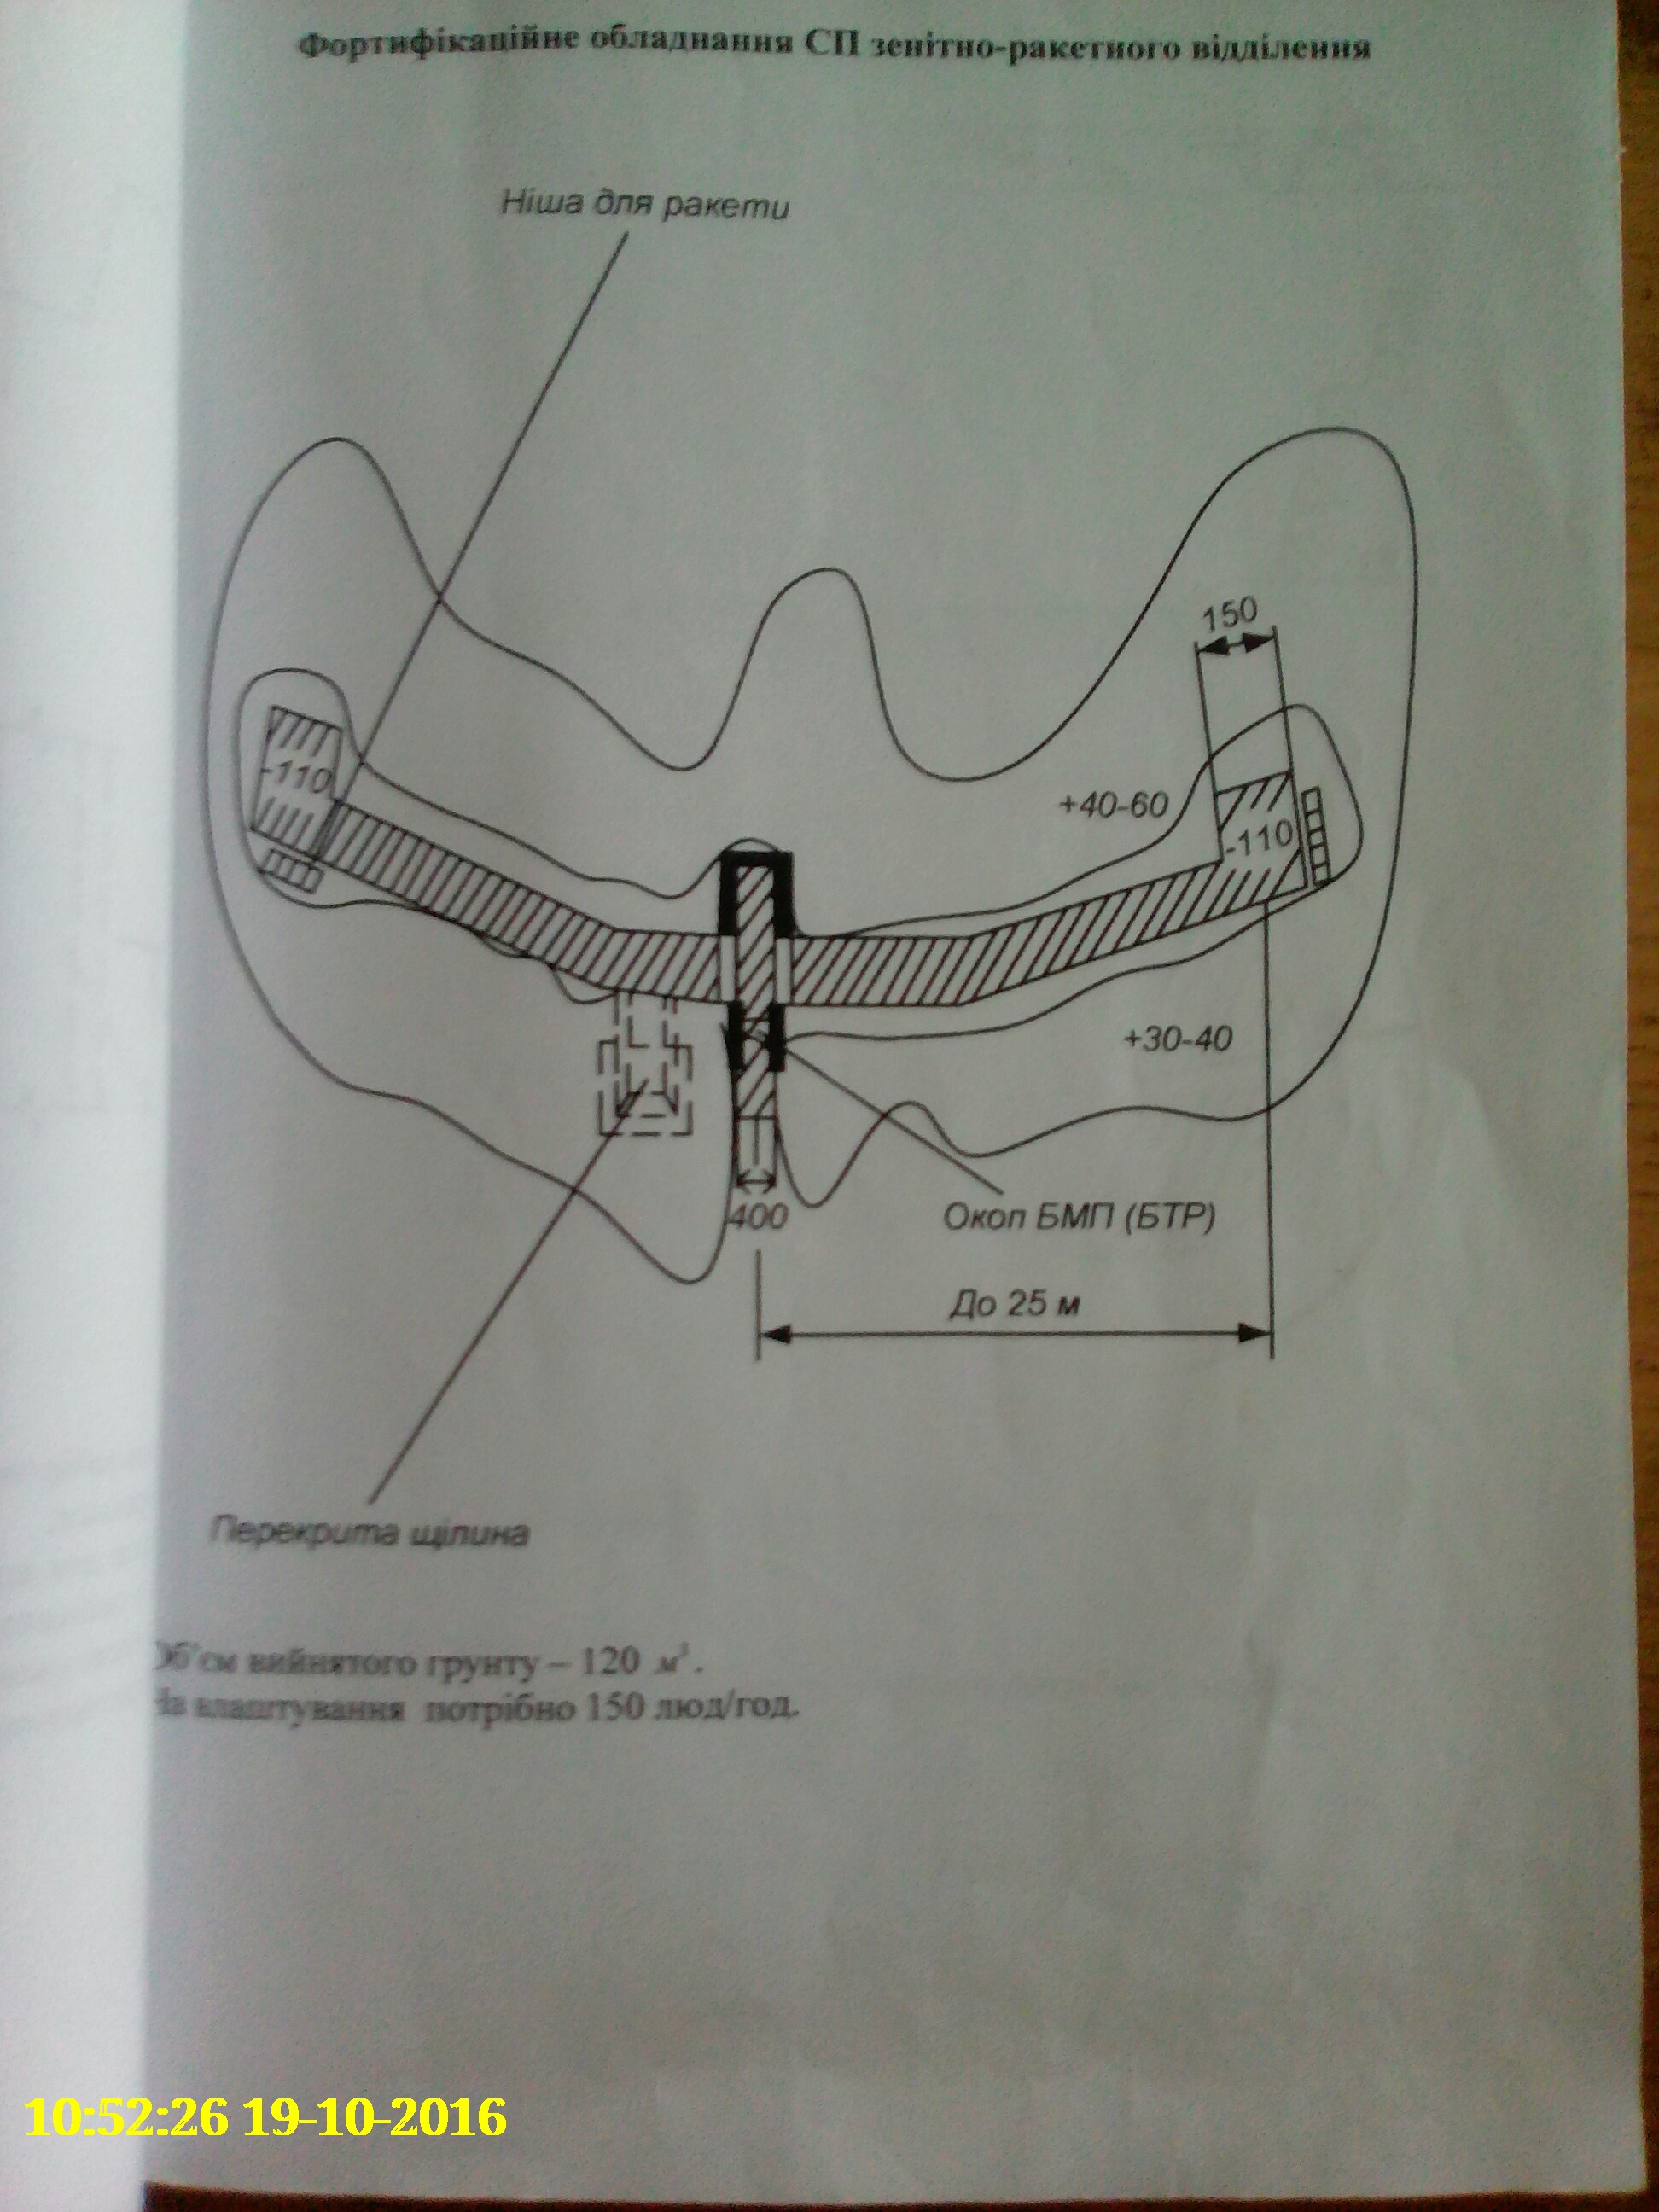 Фортифікаційне обладнання СП зенітно-ракетного відділення
Ніша для ракети
150
-110
+40-60
-110
+30-40
400
Окоп БМП (БТР)
До 25 м
Перекрита щілина
Об'єм вийнятого грунту – 120 м³.
На влаштування потрібно 150 люд/год.
10:52:26 19-10-2016